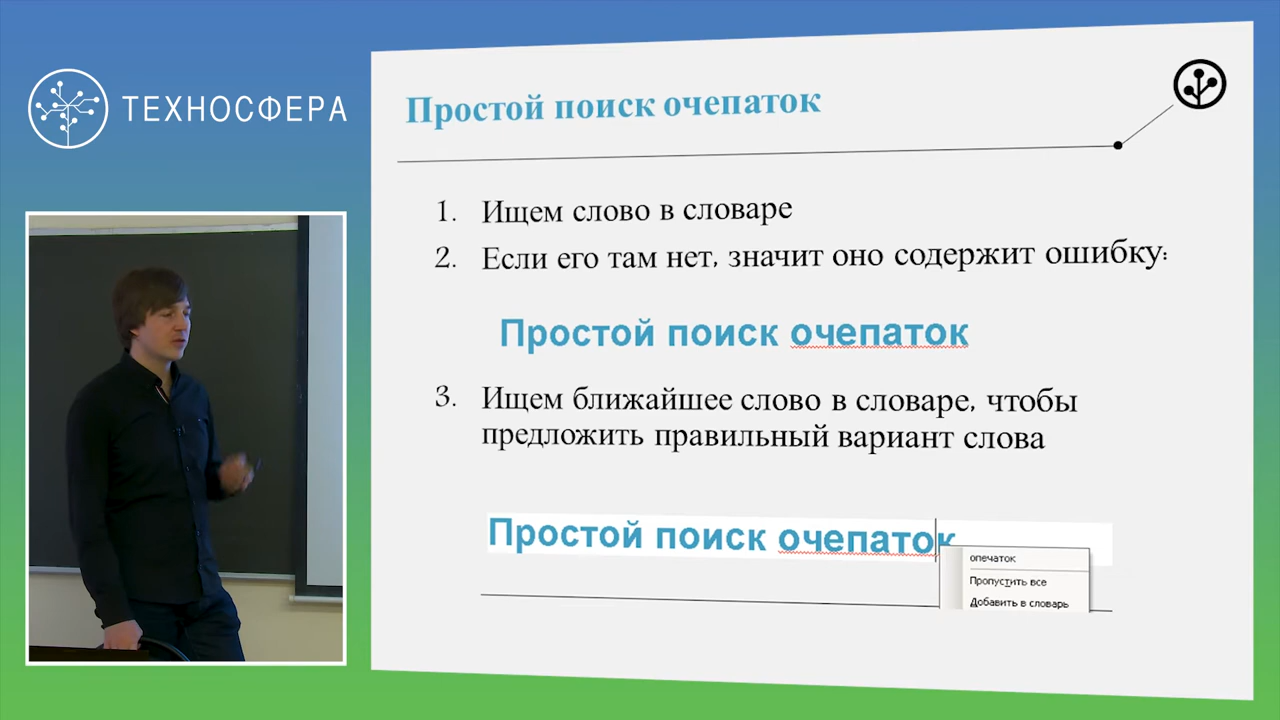 ТЕХНОСФЕРА
Простой поиск очепаток
1. Ищем слово в словаре
2. Если его там нет, значит оно содержит ошибку:
Простой поиск очепаток
3. Ищем ближайшее слово в словаре, чтобы
предложить правильный вариант слова
Простой поиск очепаток
опечаток
Пропустить все
Добавить в словарь